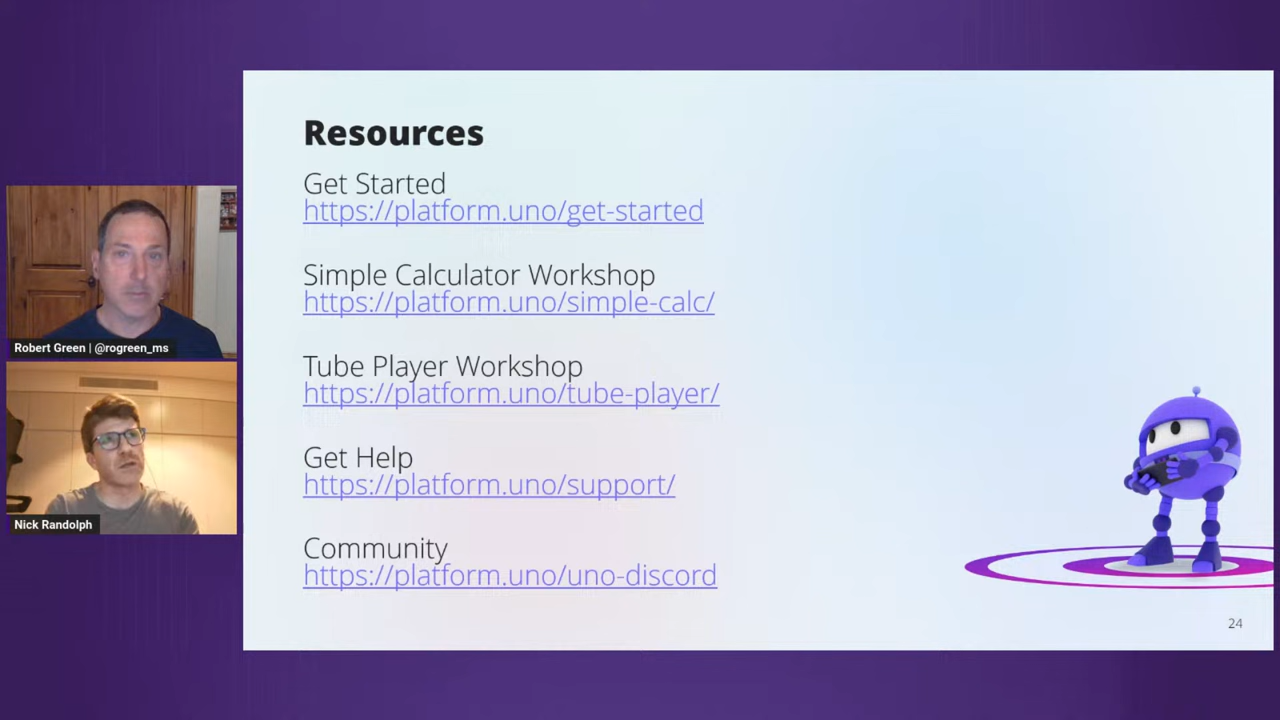 Resources
Get Started
https://platform.uno/get-started
Simple Calculator Workshop
https://platform.uno/simple-calc/
Tube Player Workshop
https://platform.uno/tube-player/
Get Help
https://platform.uno/support/
Community
https://platform.uno/uno-discord
24
Robert Green | @rogreen_ms
Nick Randolph